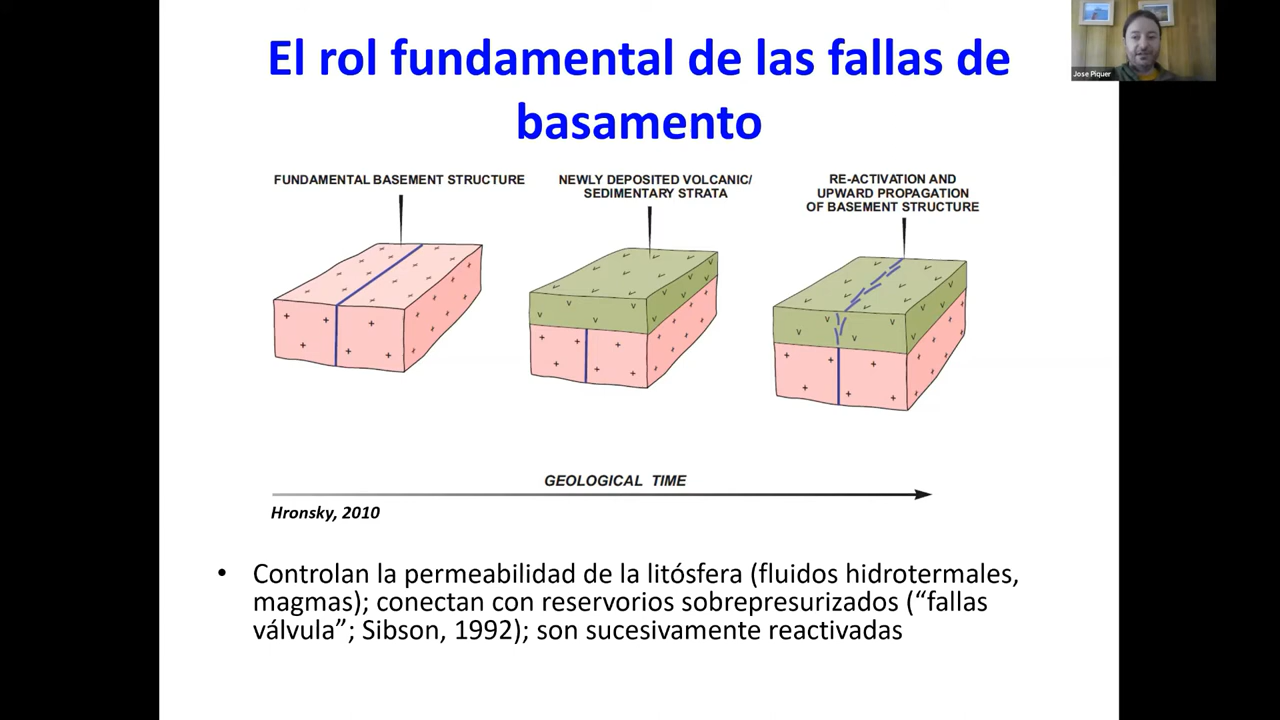 El rol fundamental de las fallas de
basamento
Jose Piquer
FUNDAMENTAL BASEMENT STRUCTURE
NEWLY DEPOSITED VOLCANIC/
SEDIMENTARY STRATA
RE-ACTIVATION AND
UPWARD PROPAGATION
OF BASEMENT STRUCTURE
GEOLOGICAL TIME
Hronsky, 2010
• Controlan la permeabilidad de la litósfera (fluidos hidrotermales,
magmas); conectan con reservorios sobrepresurizados (“fallas
válvula”; Sibson, 1992); son sucesivamente reactivadas